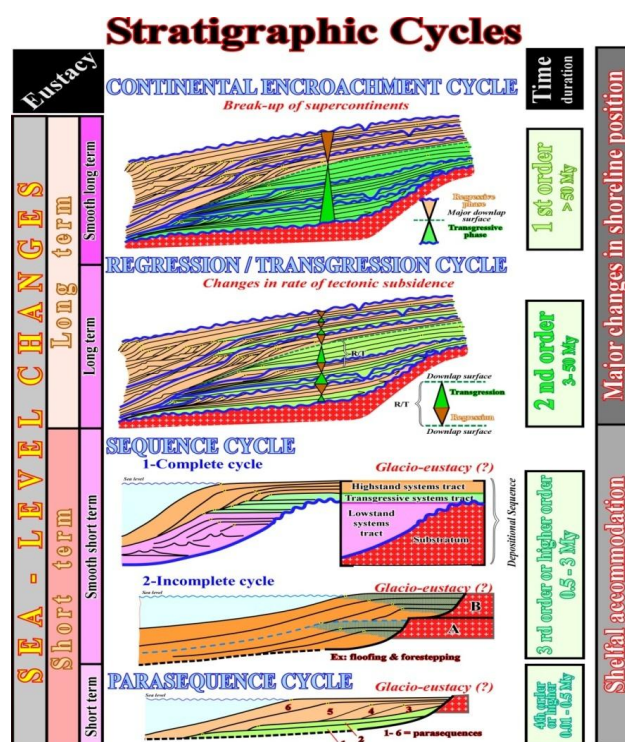 Stratigraphic Cycles
Eustacy
Time
duration
CONTINENTAL ENCROACHMENT CYCLE
Break-up of supercontinents
SEA - LEVEL CHANGES
Long term
Smooth long term
Regressive
phase
Major downlap
surface
Transgressive
phase
1 st order
> 50 My
Major changes in shoreline position
REGRESSION / TRANSGRESSION CYCLE
Changes in rate of tectonic subsidence
Long term
R/T
Downlap surface
Transgression
R/T
Regression
Downlap surface
2 nd order
3- 50 My
SEQUENCE CYCLE
1-Complete cycle
Glacio-eustacy (?)
Short term
Smooth short term
Sea level
Highstand systems tract
Transgressive systems tract
Lowstand
systems
tract
Substratum
Depositional Sequence
3 rd order or higher order
0.5 - 3 My
Shelfal accommodation
2-Incomplete cycle
Glacio-eustacy (?)
Sea level
B
A
Ex: floofing & forestepping
PARASEQUENCE CYCLE
Glacio-eustacy (?)
Short term
Sea level
6
5
4
3
2
1- 6 = parasequences
4th order
or higher
0.01 - 0.5 My